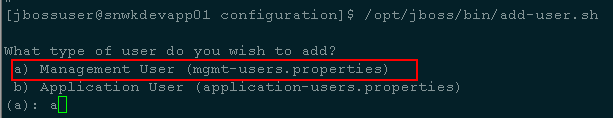 [jbossuser@snwkdevapp01 configuration]$ /opt/jboss/bin/add-user.sh
What type of user do you wish to add?
a) Management User (mgmt-users.properties)
b) Application User (application-users.properties)
(a): a